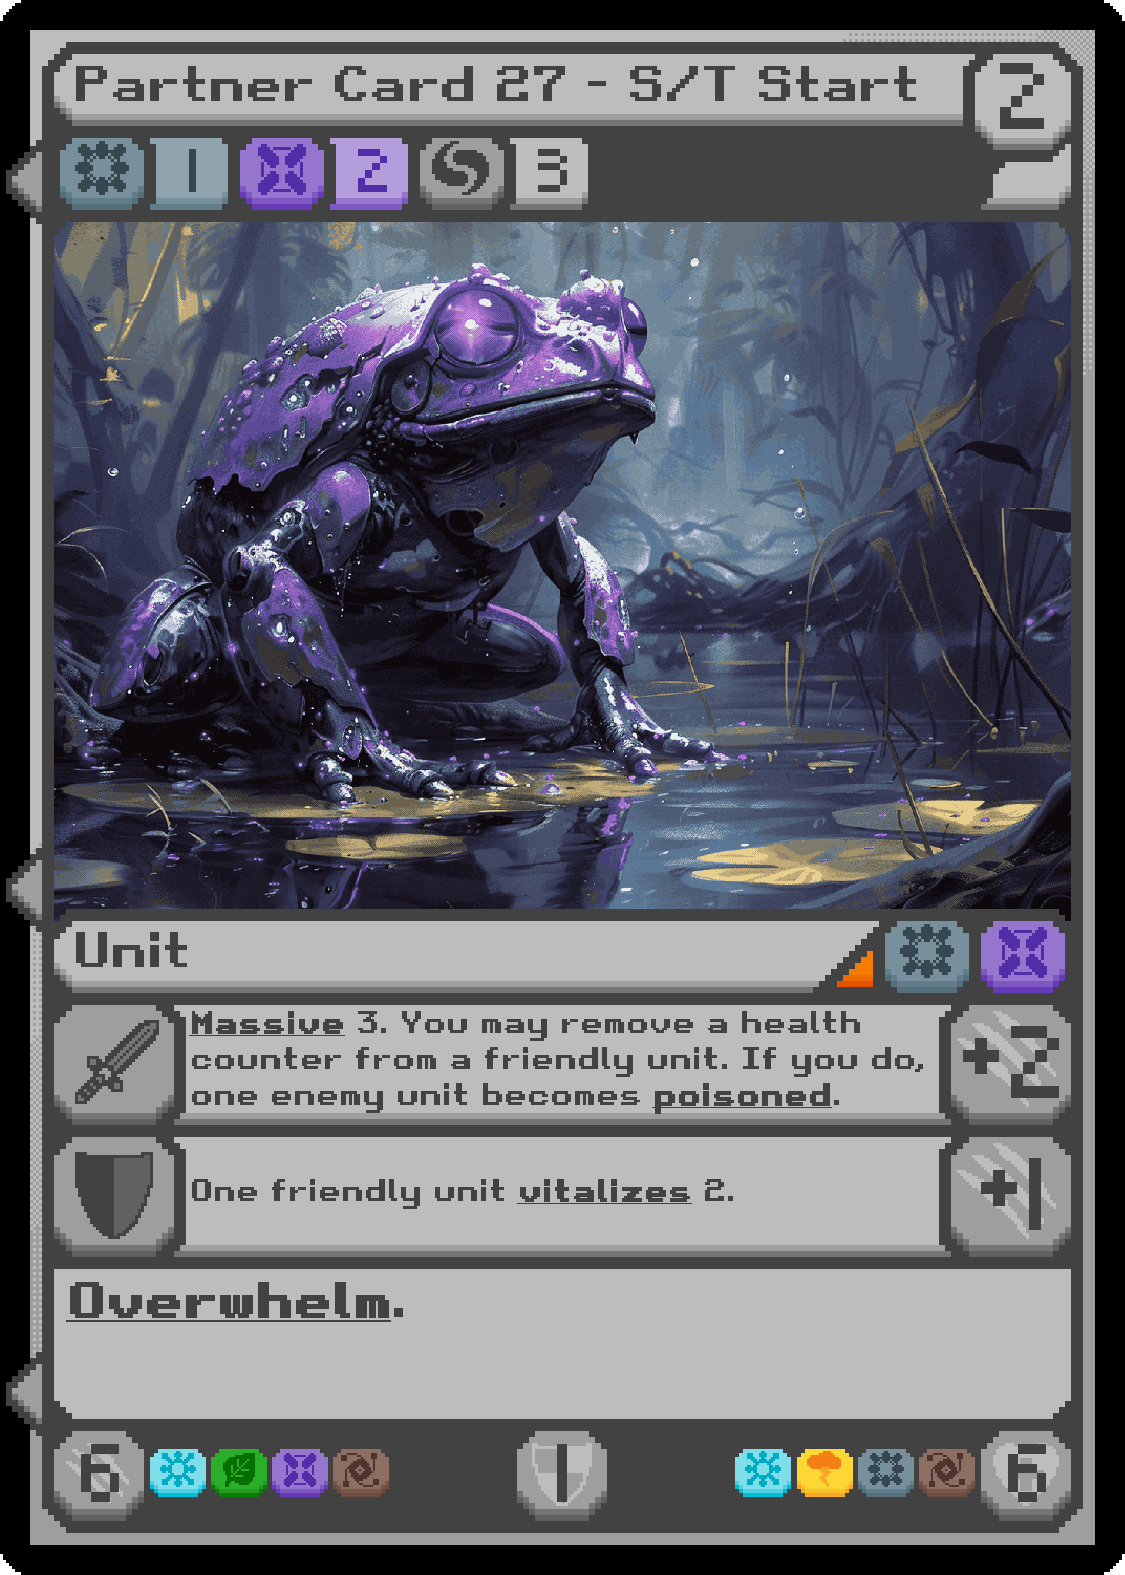 Partner Card 27 - S/T Start
2
1 2 3
Unit
Massive 3. You may remove a health
counter from a friendly unit. If you do,
one enemy unit becomes poisoned.
+2
One friendly unit vitalizes 2.
+1
Overwhelm.
6 1 6